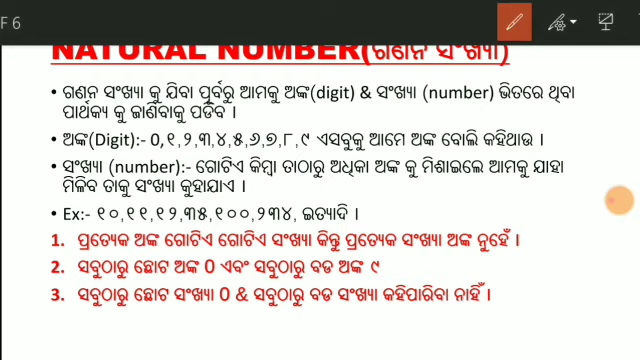 F 6
NATURAL NUMBER(ଗଣନ ସଂଖ୍ୟା)
• ଗଣନ ସଂଖ୍ୟା କୁ ଯିବା ପୂର୍ବରୁ ଆମକୁ ଅଙ୍କ(digit) & ସଂଖ୍ୟା (number) ଭିତରେ ଥିବା
ପାର୍ଥକ୍ୟ କୁ ଜାଣିବାକୁ ପଡିବ ।
• ଅଙ୍କ(Digit):- 0,୧,୨,୩,୪,୫,୬,୭,୮,୯ ଏସବୁକୁ ଆମେ ଅଙ୍କ ବୋଲି କହିଥାଉ ।
• ସଂଖ୍ୟା (number):- ଗୋଟିଏ କିମ୍ବା ତାଠାରୁ ଅଧିକା ଅଙ୍କ କୁ ମିଶାଇଲେ ଆମକୁ ଯାହା
ମିଳିବ ତାକୁ ସଂଖ୍ୟା କୁହାଯାଏ ।
• Ex:- ୧୦,୧୧,୧୨,୩୫,୧୦୦,୨୩୪, ଇତ୍ୟାଦି ।
1. ପ୍ରତ୍ୟେକ ଅଙ୍କ ଗୋଟିଏ ଗୋଟିଏ ସଂଖ୍ୟା କିନ୍ତୁ ପ୍ରତ୍ୟେକ ସଂଖ୍ୟା ଅଙ୍କ ନୁହେଁ ।
2. ସବୁଠାରୁ ଛୋଟ ଅଙ୍କ 0 ଏବଂ ସବୁଠାରୁ ବଡ ଅଙ୍କ ୯
3. ସବୁଠାରୁ ଛୋଟ ସଂଖ୍ୟା 0 & ସବୁଠାରୁ ବଡ ସଂଖ୍ୟା କହିପାରିବା ନାହିଁ ।